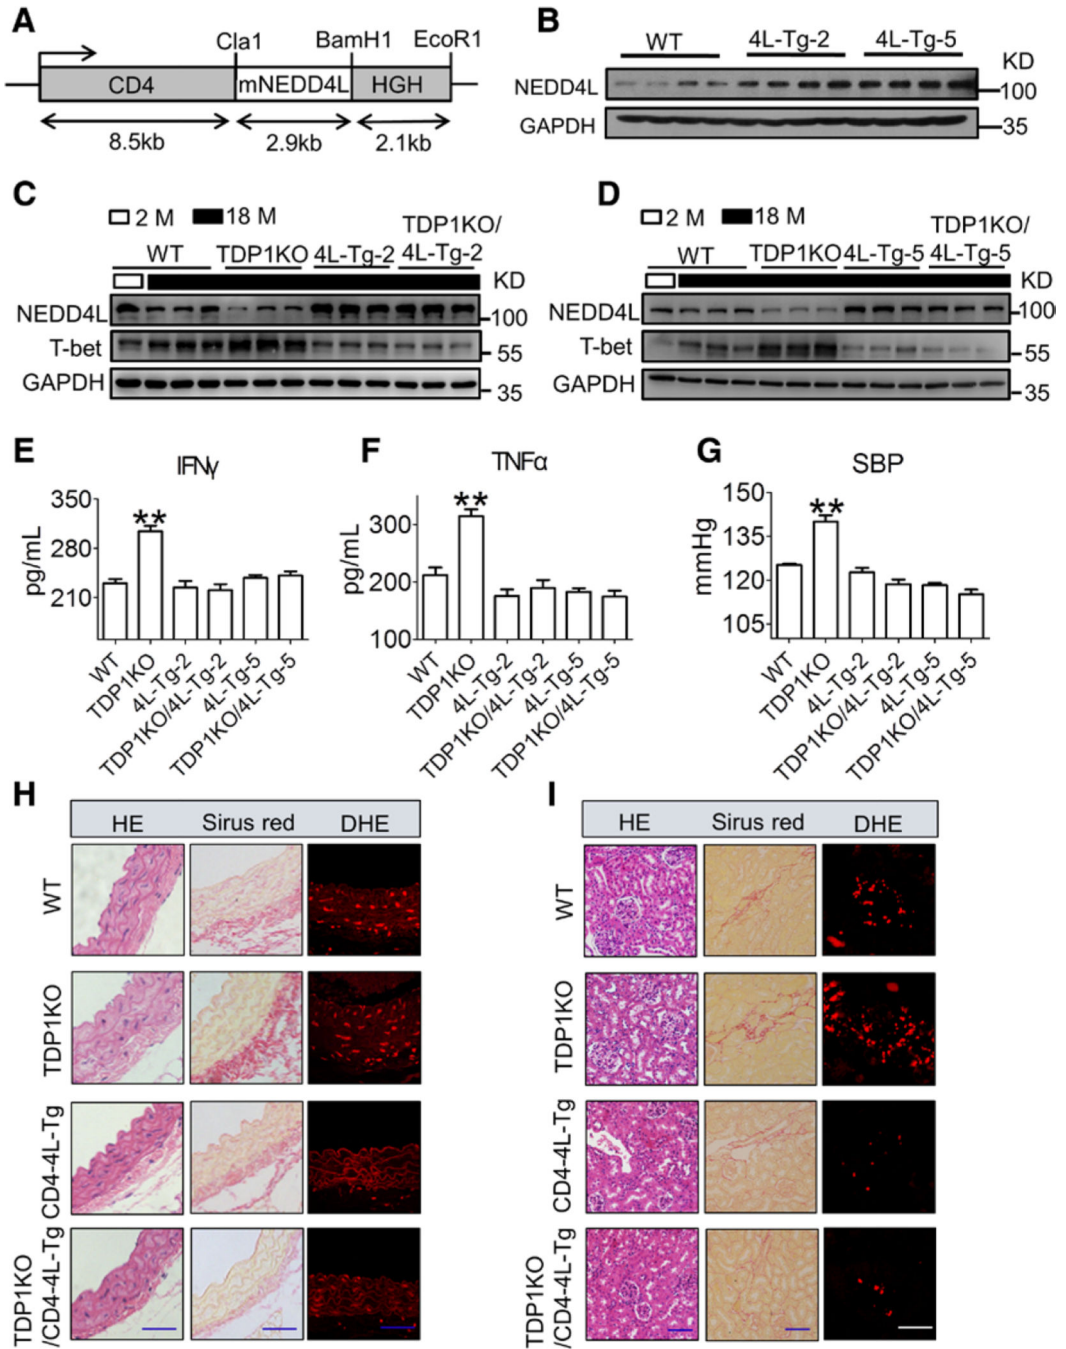 A
Cla1 BamH1 EcoR1
CD4 mNEDD4L HGH
8.5kb 2.9kb 2.1kb
B
WT 4L-Tg-2 4L-Tg-5
KD
NEDD4L
100
GAPDH
35
C
2 M 18 M
TDP1KO/
WT TDP1KO 4L-Tg-2 4L-Tg-2
KD
NEDD4L
100
T-bet
55
GAPDH
35
D
2 M 18 M
TDP1KO/
WT TDP1KO 4L-Tg-5 4L-Tg-5
KD
NEDD4L
100
T-bet
55
GAPDH
35
E
IFNγ
pg/mL
350
280
210
**
WT
TDP1KO
4L-Tg-2
TDP1KO/4L-Tg-2
4L-Tg-5
TDP1KO/4L-Tg-5
F
TNFα
pg/mL
300
200
100
**
WT
TDP1KO
4L-Tg-2
TDP1KO/4L-Tg-2
4L-Tg-5
TDP1KO/4L-Tg-5
G
SBP
mmHg
150
135
120
105
**
WT
TDP1KO
4L-Tg-2
TDP1KO/4L-Tg-2
4L-Tg-5
TDP1KO/4L-Tg-5
H
HE Sirus red DHE
WT
TDP1KO
CD4-4L-Tg
TDP1KO
/CD4-4L-Tg
I
HE Sirus red DHE
WT
TDP1KO
CD4-4L-Tg
TDP1KO
/CD4-4L-Tg